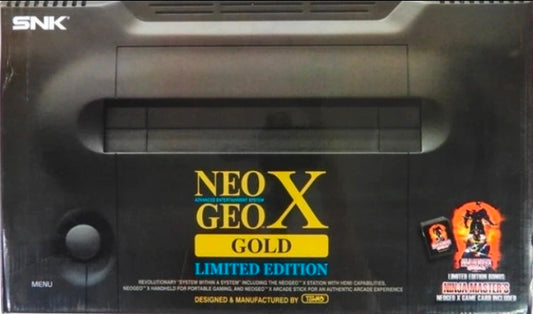 SNK
NEO
GEO X
ADVANCED ENTERTAINMENT SYSTEM
GOLD
LIMITED EDITION
MENU
REVOLUTIONARY "SYSTEM WITHIN A SYSTEM" INCLUDING THE NEOGEO X STATION WITH HDMI CAPABILITIES,
NEOGEO X HANDHELD FOR PORTABLE GAMING, AND NEOGEO X ARCADE STICK FOR AN AUTHENTIC ARCADE EXPERIENCE
DESIGNED & MANUFACTURED BY TOMMO
LIMITED EDITION BONUS
NINJA MASTER'S
NEOGEO X GAME CARD INCLUDED